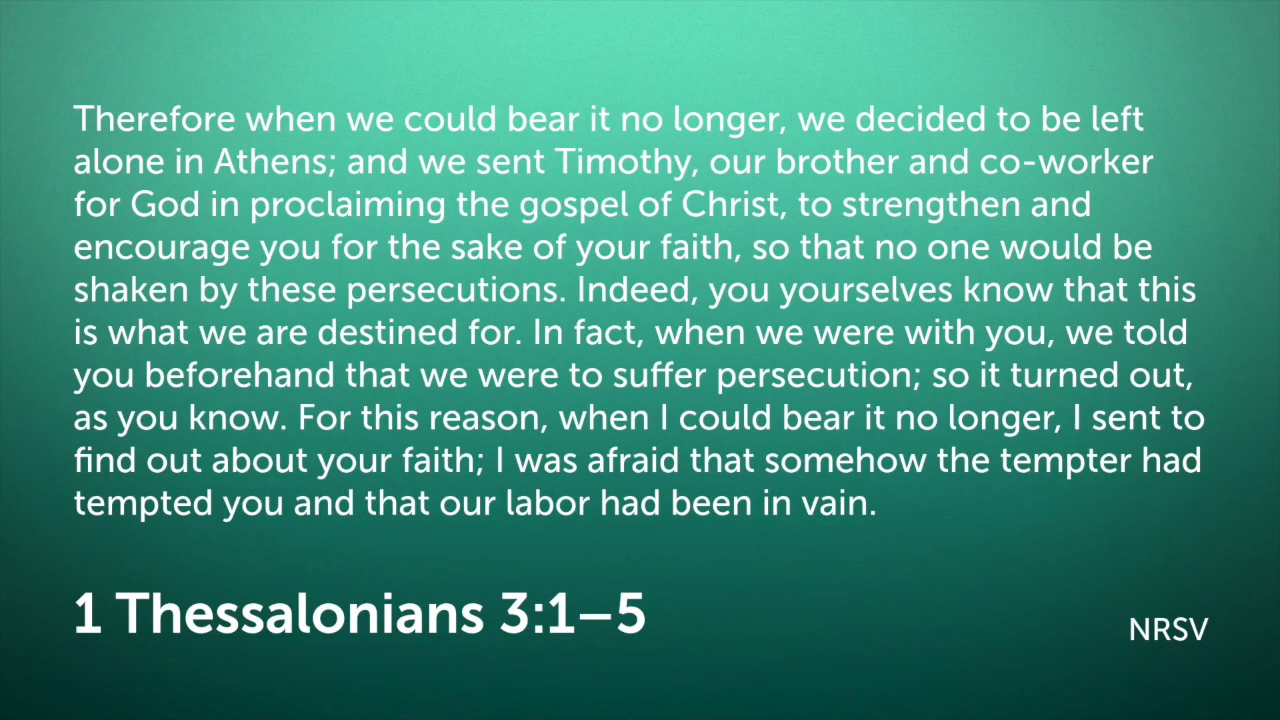 Therefore when we could bear it no longer, we decided to be left
alone in Athens; and we sent Timothy, our brother and co-worker
for God in proclaiming the gospel of Christ, to strengthen and
encourage you for the sake of your faith, so that no one would be
shaken by these persecutions. Indeed, you yourselves know that this
is what we are destined for. In fact, when we were with you, we told
you beforehand that we were to suffer persecution; so it turned out,
as you know. For this reason, when I could bear it no longer, I sent to
find out about your faith; I was afraid that somehow the tempter had
tempted you and that our labor had been in vain.
1 Thessalonians 3:1–5
NRSV